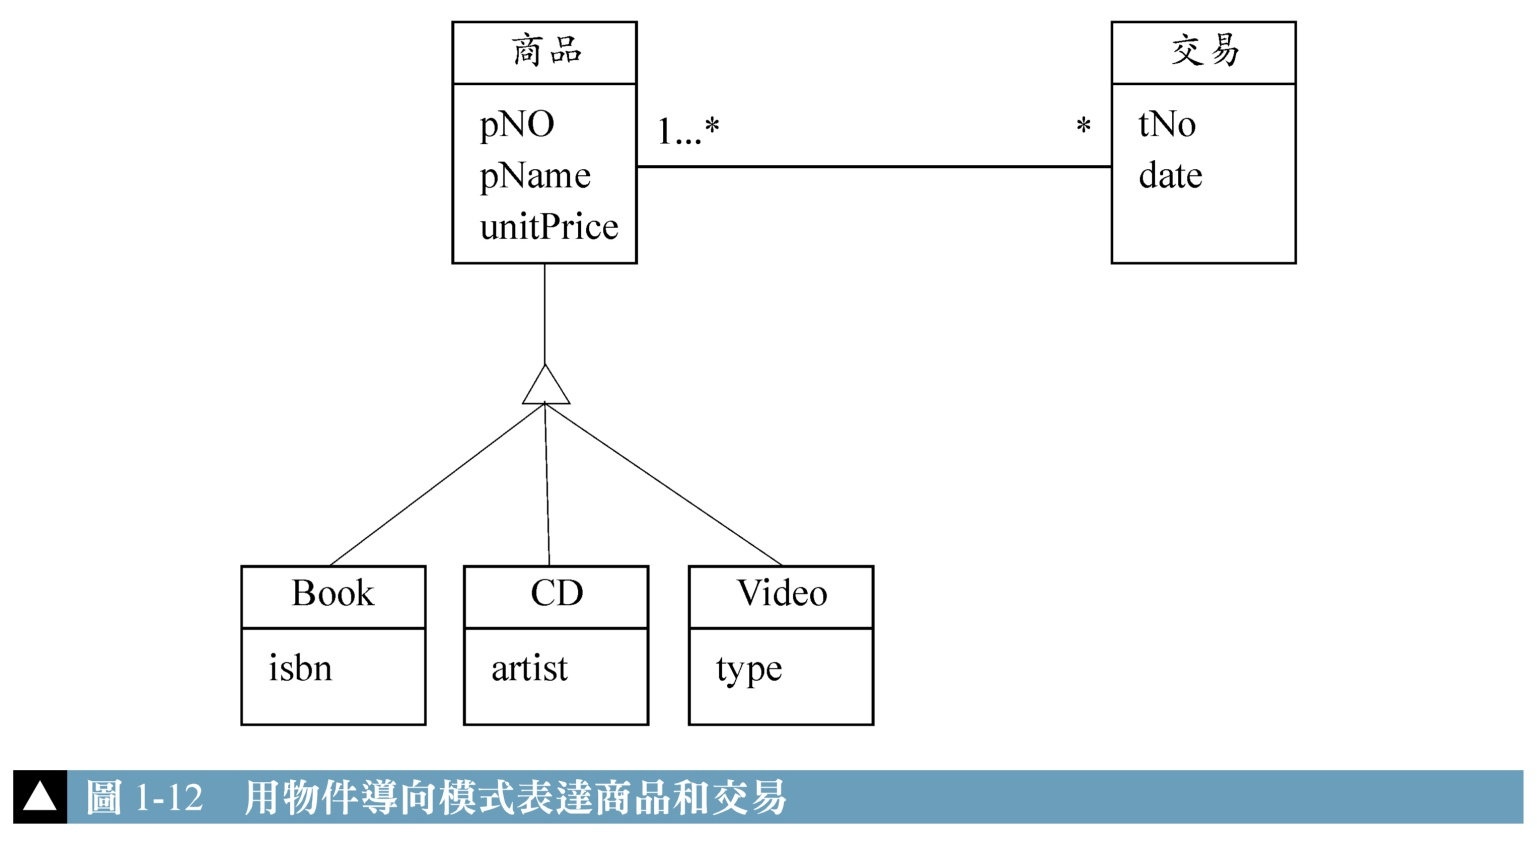 商品
pNO
pName
unitPrice
1...*
*
交易
tNo
date
Book
isbn
CD
artist
Video
type
圖 1-12 用物件導向模式表達商品和交易